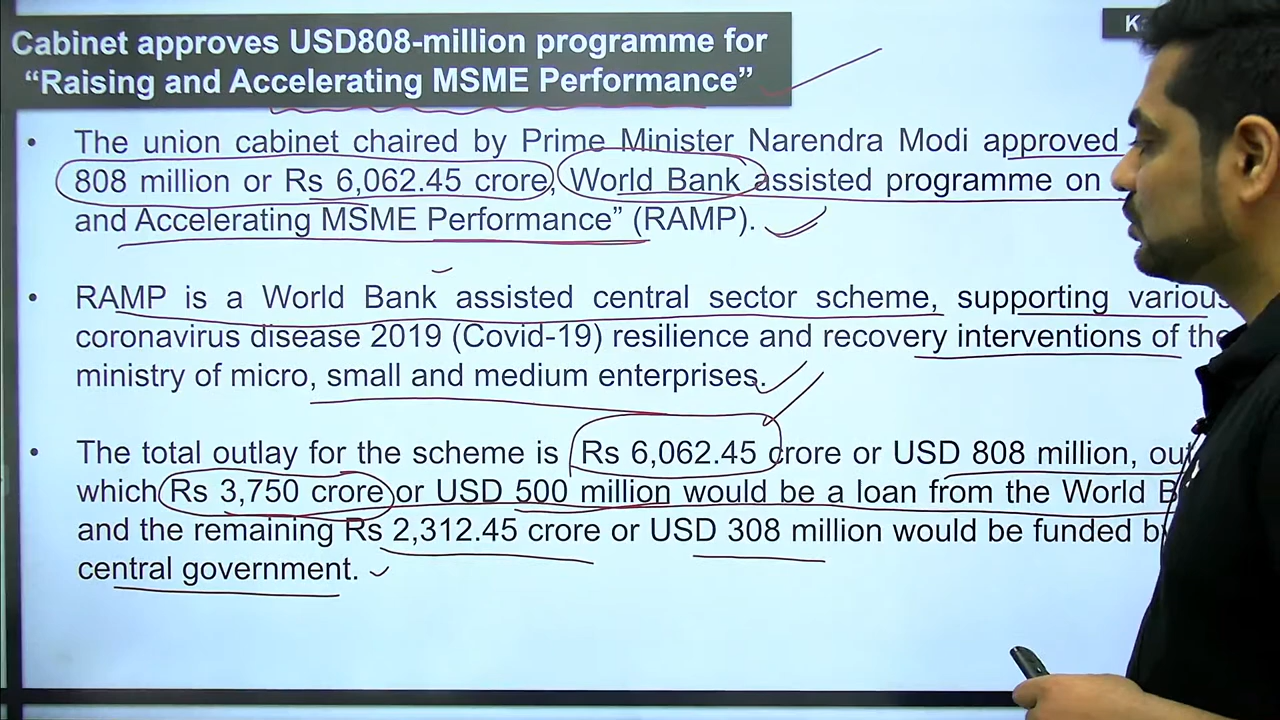 Cabinet approves USD808-million programme for
“Raising and Accelerating MSME Performance”
• The union cabinet chaired by Prime Minister Narendra Modi approved
808 million or Rs 6,062.45 crore, World Bank assisted programme on
and Accelerating MSME Performance” (RAMP).
• RAMP is a World Bank assisted central sector scheme, supporting various
coronavirus disease 2019 (Covid-19) resilience and recovery interventions of the
ministry of micro, small and medium enterprises.
• The total outlay for the scheme is Rs 6,062.45 crore or USD 808 million, out
which Rs 3,750 crore or USD 500 million would be a loan from the World
and the remaining Rs 2,312.45 crore or USD 308 million would be funded by
central government.